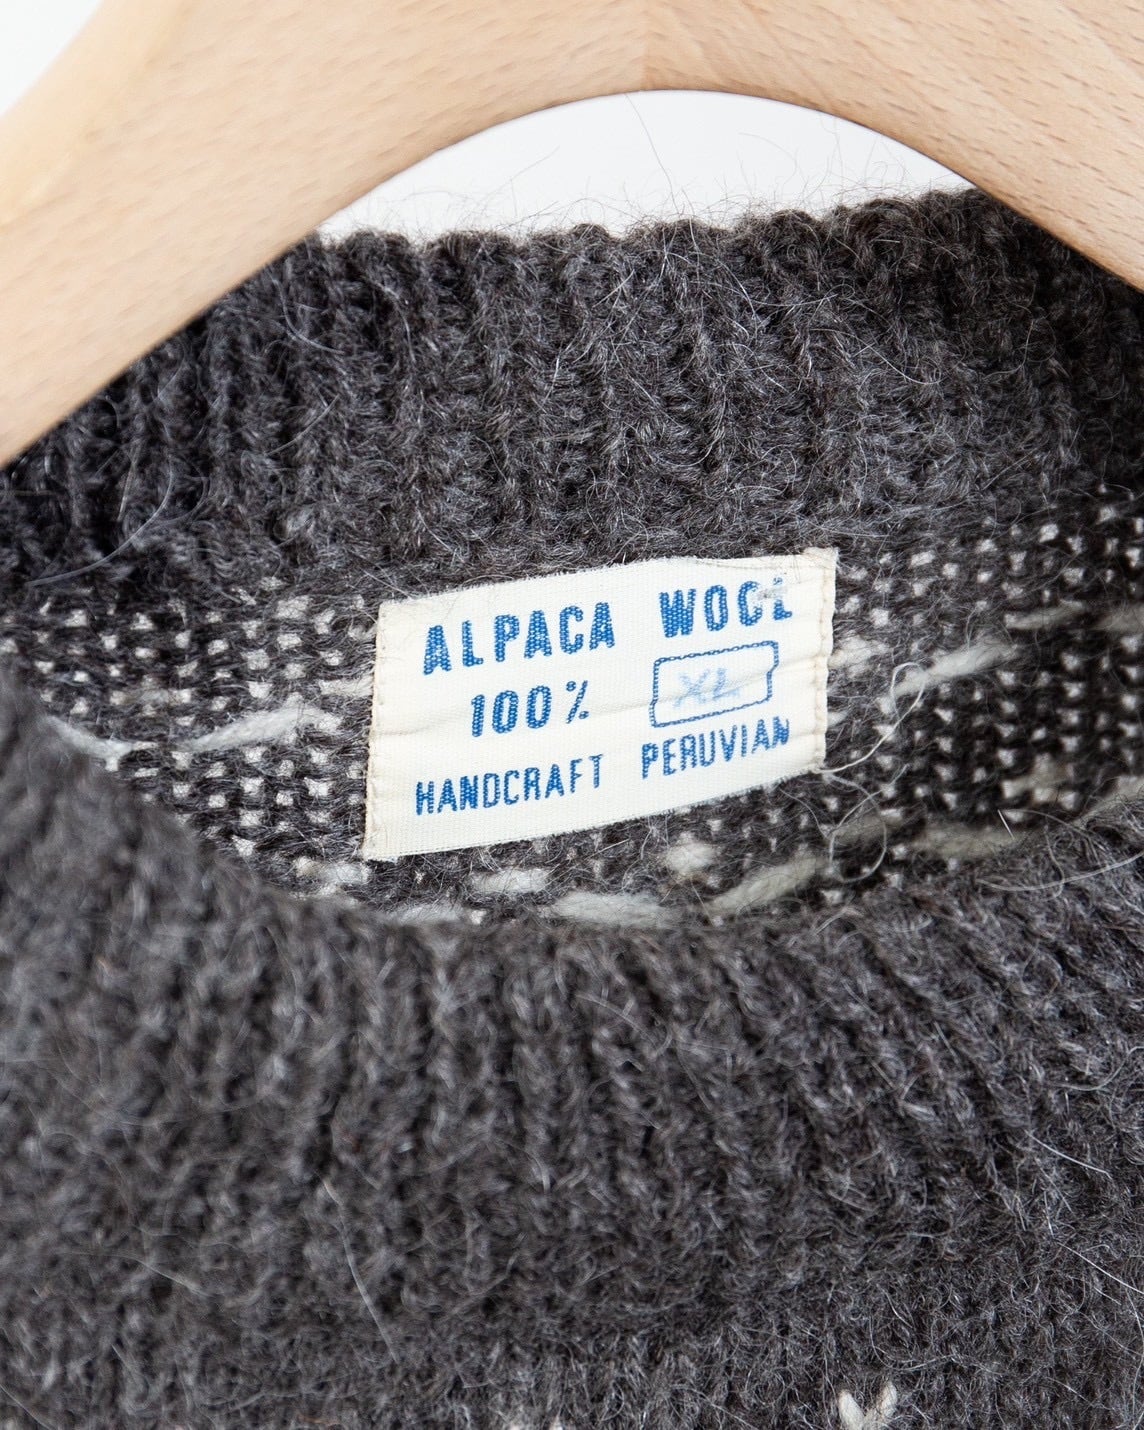 ALPACA WOOL
100% XL
HANDCRAFT PERUVIAN